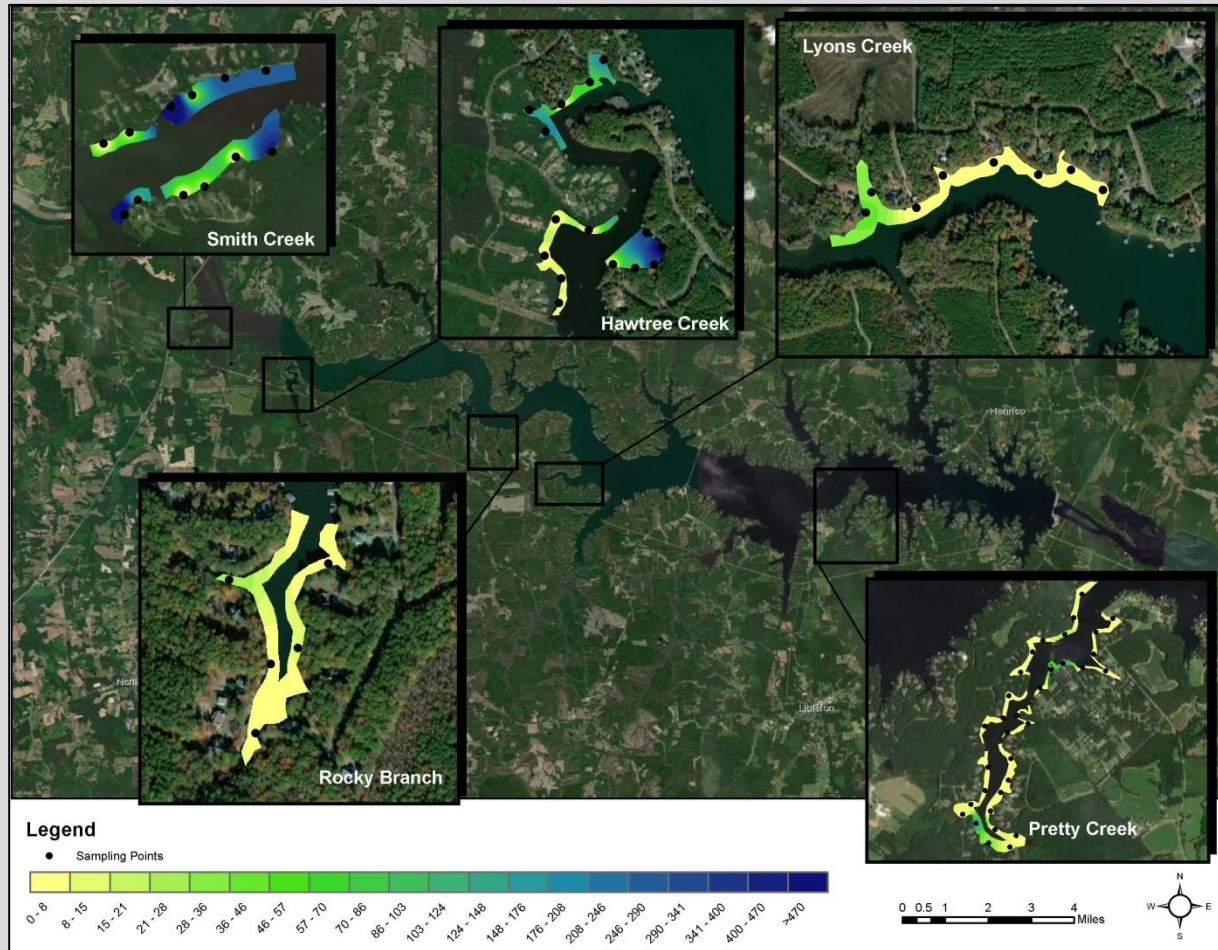 Smith Creek
Hawtree Creek
Lyons Creek
Henrico
Littleton
Rocky Branch
Pretty Creek
Legend
Sampling Points
0 - 8
8 - 15
15 - 21
21 - 28
28 - 36
36 - 46
46 - 57
57 - 70
70 - 86
86 - 103
103 - 124
124 - 148
148 - 176
176 - 208
208 - 246
246 - 290
290 - 341
341 - 400
400 - 470
>470
0 0.5 1 2 3 4
Miles
N
W E
S